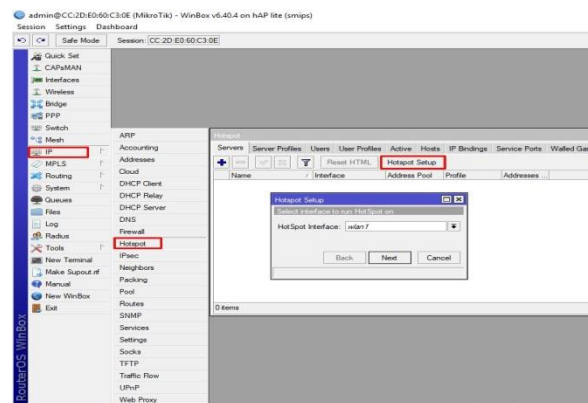 admin@CC:2D:E0:60:C3:0E (MikroTik) - WinBox v6.40.4 on hAP lite (smips)
Session Settings Dashboard
Safe Mode Session: CC:2D:E0:60:C3:0E
Quick Set
CAPsMAN
Interfaces
Wireless
Bridge
PPP
Switch
Mesh
IP
MPLS
Routing
System
Queues
Files
Log
Radius
Tools
New Terminal
Make Supout.rif
Manual
New WinBox
Exit
RouterOS WinBox
ARP
Accounting
Addresses
Cloud
DHCP Client
DHCP Relay
DHCP Server
DNS
Firewall
Hotspot
IPsec
Neighbors
Packing
Pool
Routes
SNMP
Services
Settings
Socks
TFTP
Traffic Flow
UPnP
Web Proxy
Hotspot
Servers Server Profiles Users User Profiles Active Hosts IP Bindings Service Ports Walled Gar
Reset HTML Hotspot Setup
Name Interface Address Pool Profile Addresses ...
Hotspot Setup
Select interface to run HotSpot on
HotSpot Interface: wlan1
Back Next Cancel
0 items